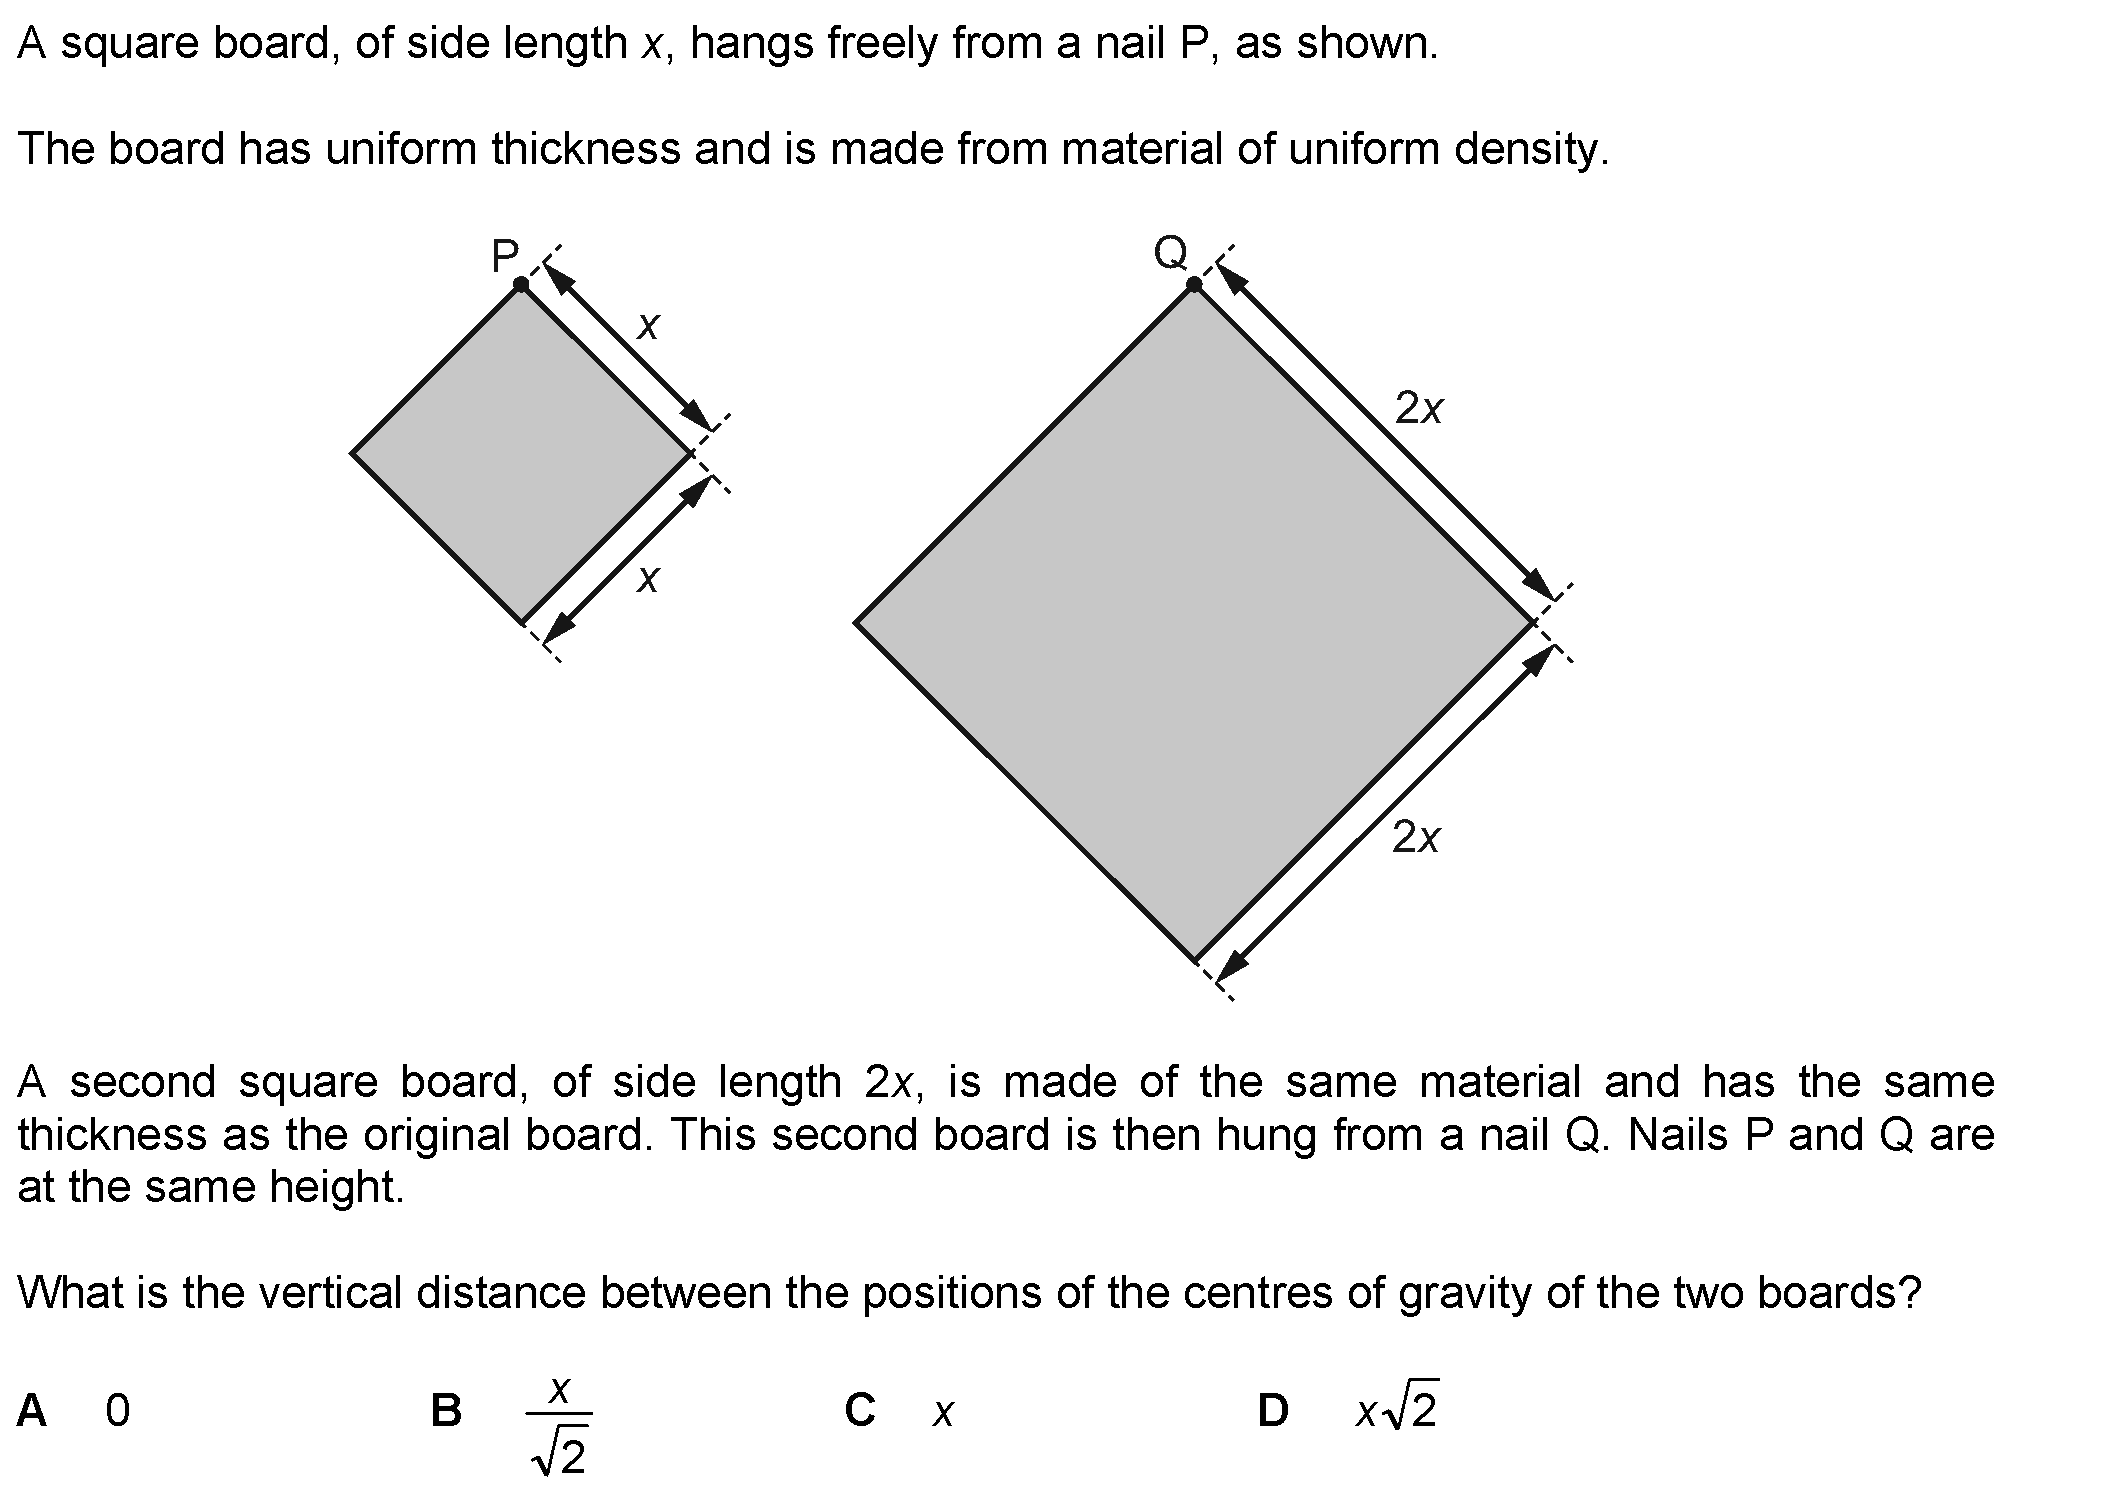 A square board, of side length x, hangs freely from a nail P, as shown.
The board has uniform thickness and is made from material of uniform density.
P
Q
x
2x
x
2x
A second square board, of side length 2x, is made of the same material and has the same
thickness as the original board. This second board is then hung from a nail Q. Nails P and Q are
at the same height.
What is the vertical distance between the positions of the centres of gravity of the two boards?
A 0 B x/√2 C x D x√2